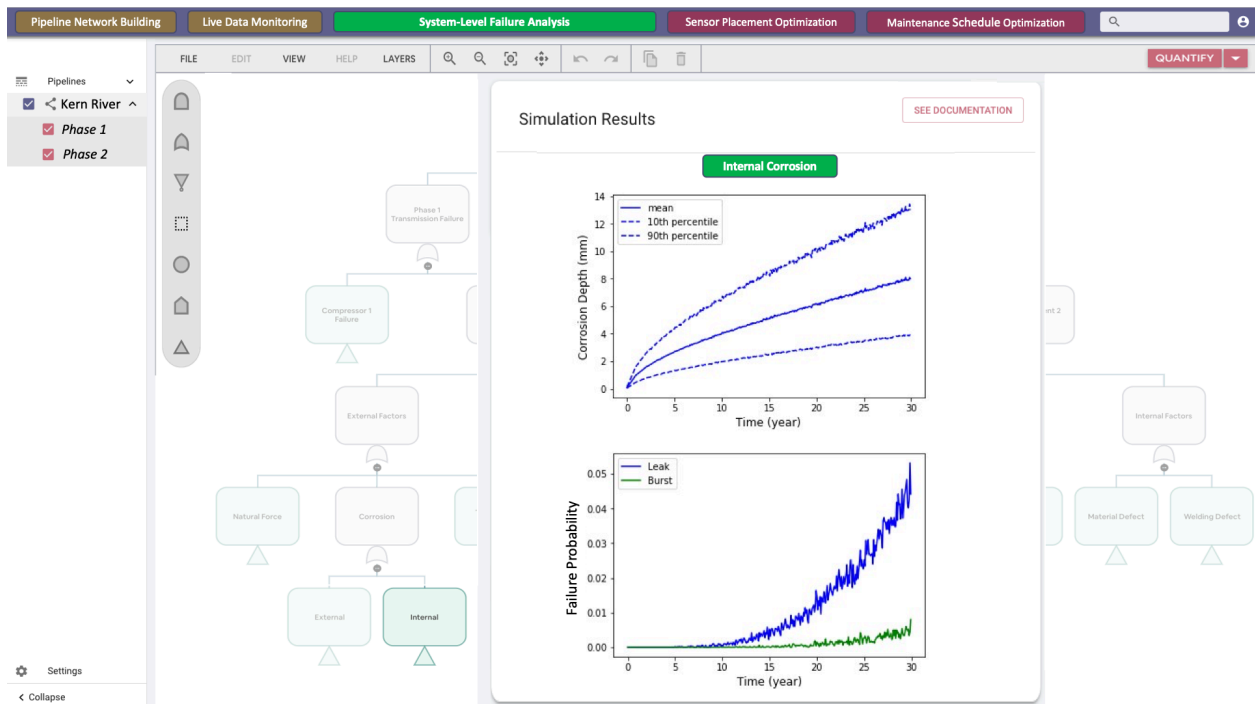 Pipeline Network Building
Live Data Monitoring
System-Level Failure Analysis
Sensor Placement Optimization
Maintenance Schedule Optimization
FILE
EDIT
VIEW
HELP
LAYERS
QUANTIFY
Pipelines
Kern River
Phase 1
Phase 2
Settings
Collapse
Phase 1
Transmission Failure
Compressor 1
Failure
External Factors
Natural Force
Corrosion
External
Internal
Simulation Results
SEE DOCUMENTATION
Internal Corrosion
mean
10th percentile
90th percentile
Corrosion Depth (mm)
14
12
10
8
6
4
2
0
0 5 10 15 20 25 30
Time (year)
Leak
Burst
Failure Probability
0.05
0.04
0.03
0.02
0.01
0.00
0 5 10 15 20 25 30
Time (year)
2
Internal Factors
Material Defect
Welding Defect